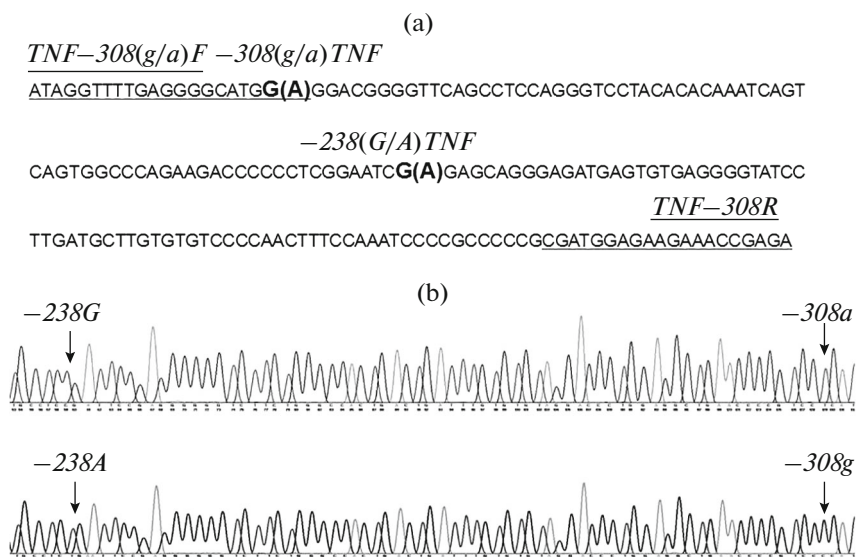 (a)
TNF–308(g/a)F –308(g/a)TNF
ATAGGTTTTGAGGGGCATGG(A)GGACGGGGTTCAGCCTCCAGGGTCCTACACACAAATCAGT
–238(G/A)TNF
CAGTGGCCCAGAAGACCCCCCTCGGAATCG(A)GAGCAGGGAGATGAGTGTGAGGGGTATCC
TNF–308R
TTGATGCTTGTGTGTCCCCAACTTTCCAAATCCCCGCCCCCGCGATGGAGAAGAAACCGAGA
(b)
–238G –308a
–238A –308g